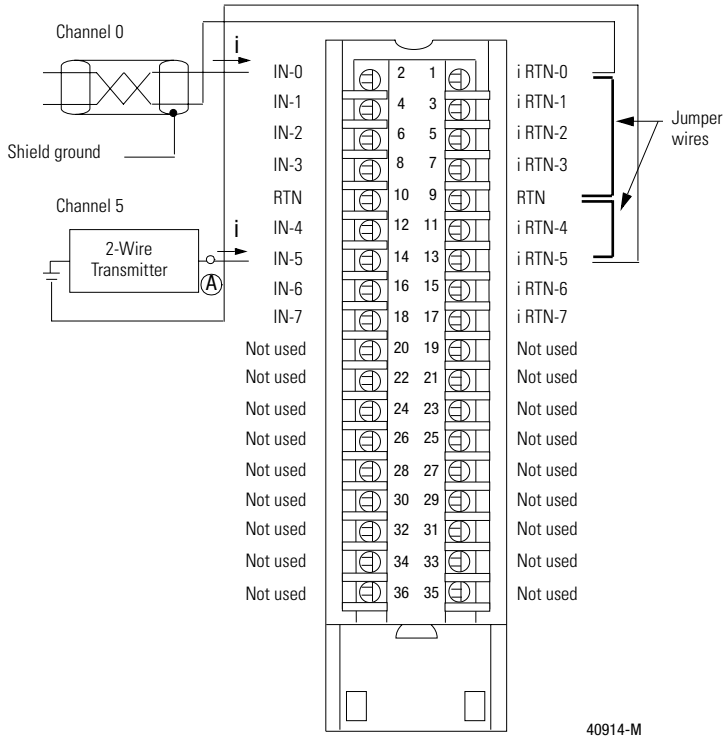 Channel 0
i
IN-0 2 1 i RTN-0
IN-1 4 3 i RTN-1
IN-2 6 5 i RTN-2
Jumper wires
Shield ground
IN-3 8 7 i RTN-3
RTN 10 9 RTN
Channel 5
i
IN-4 12 11 i RTN-4
2-Wire
Transmitter
A
IN-5 14 13 i RTN-5
IN-6 16 15 i RTN-6
IN-7 18 17 i RTN-7
Not used 20 19 Not used
Not used 22 21 Not used
Not used 24 23 Not used
Not used 26 25 Not used
Not used 28 27 Not used
Not used 30 29 Not used
Not used 32 31 Not used
Not used 34 33 Not used
Not used 36 35 Not used
40914-M